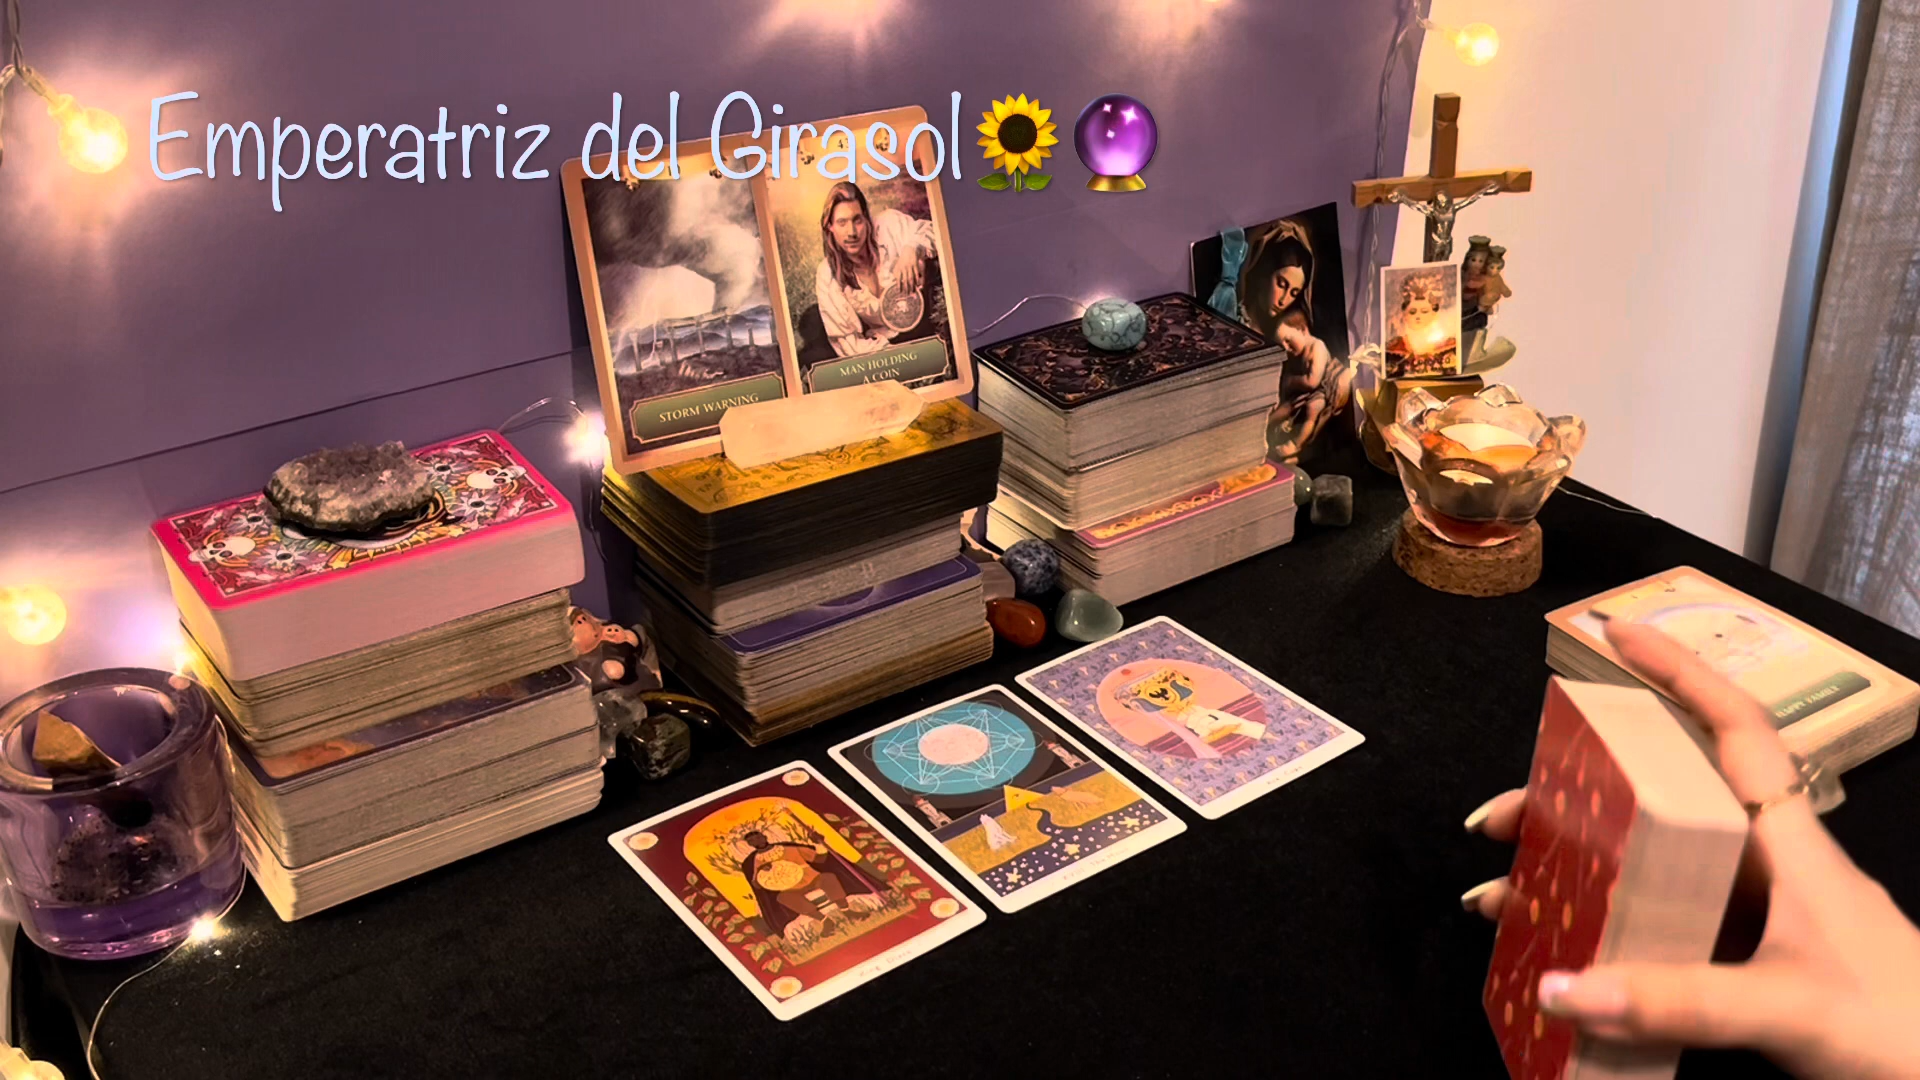 Emperatriz del Girasol🌻🔮
STORM WARNING
MAN HOLDING
A COIN
HAPPY FAMILY